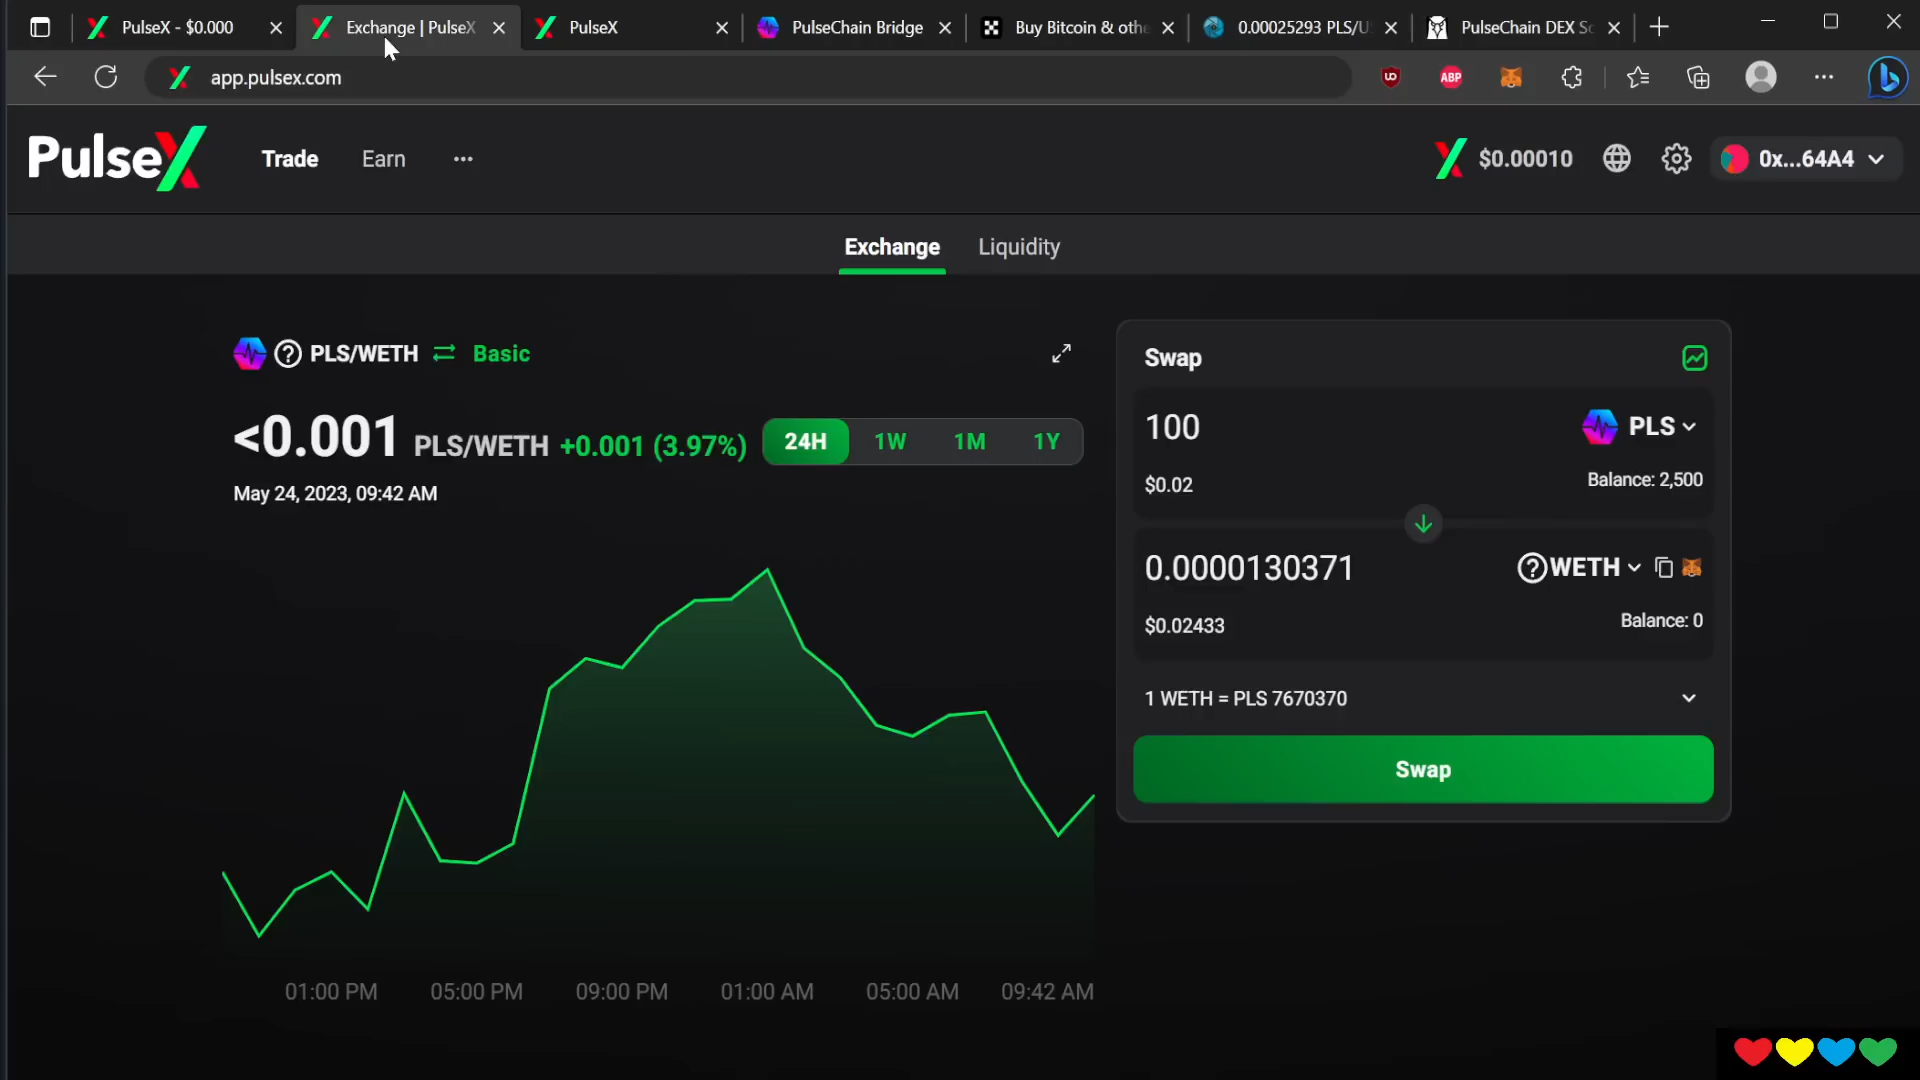 PulseX - $0.000
Exchange | PulseX
PulseX
PulseChain Bridge
Buy Bitcoin & othe
0.00025293 PLS/U
PulseChain DEX Sc
app.pulsex.com
ABP
PulseX
Trade
Earn
$0.00010
0x...64A4
Exchange
Liquidity
PLS/WETH
Basic
<0.001 PLS/WETH +0.001 (3.97%)
24H
1W
1M
1Y
May 24, 2023, 09:42 AM
01:00 PM
05:00 PM
09:00 PM
01:00 AM
05:00 AM
09:42 AM
Swap
100
PLS
$0.02
Balance: 2,500
0.0000130371
WETH
$0.02433
Balance: 0
1 WETH = PLS 7670370
Swap